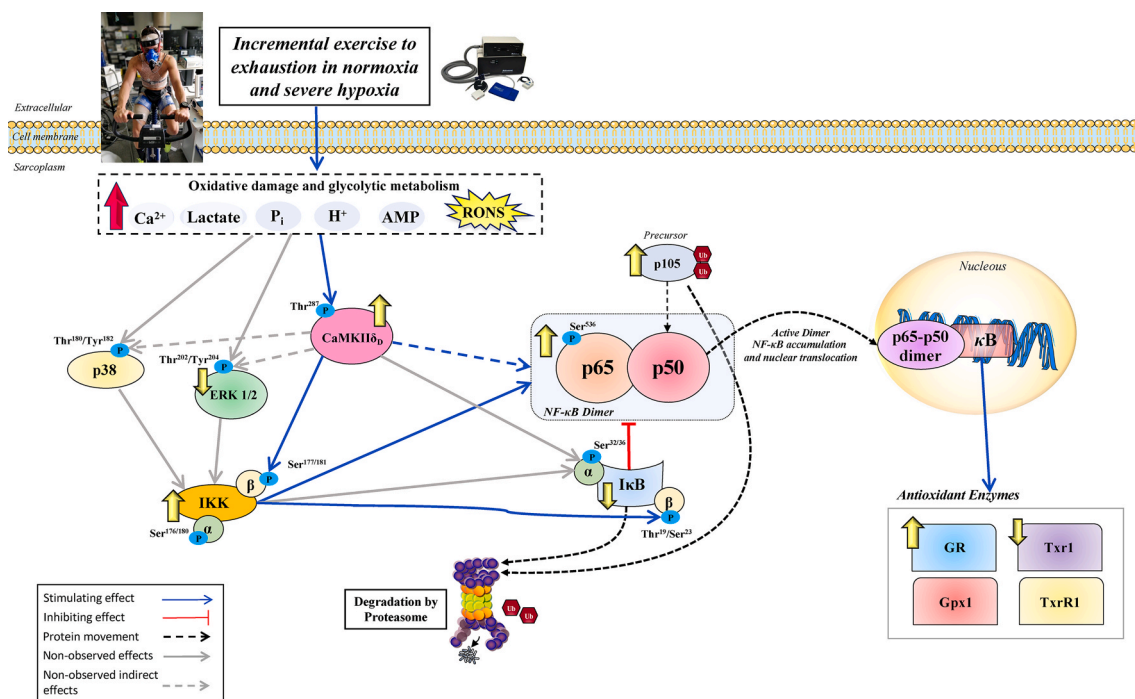 Incremental exercise to
exhaustion in normoxia
and severe hypoxia
Extracellular
Cell membrane
Sarcoplasm
Oxidative damage and glycolytic metabolism
Ca²⁺ Lactate Pᵢ H⁺ AMP RONS
Precursor
p105
Ub
Ub
Nucleous
Thr²⁸⁷
P
CaMKIIδ_D
Thr¹⁸⁰/Tyr¹⁸²
P
p38
Thr²⁰²/Tyr²⁰⁴
P
ERK 1/2
Ser⁵³⁶
P
p65
p50
NF-κB Dimer
Active Dimer
NF-κB accumulation
and nuclear translocation
p65-p50
dimer
κB
Ser¹⁷⁷/¹⁸¹
β
P
IKK
Ser¹⁷⁶/¹⁸⁰
α
P
Ser³²/³⁶
P
α
IκB
β
P
Thr¹⁹/Ser²³
Degradation by
Proteasome
Ub
Ub
Antioxidant Enzymes
GR
Txr1
Gpx1
TxrR1
Stimulating effect
Inhibiting effect
Protein movement
Non-observed effects
Non-observed indirect
effects